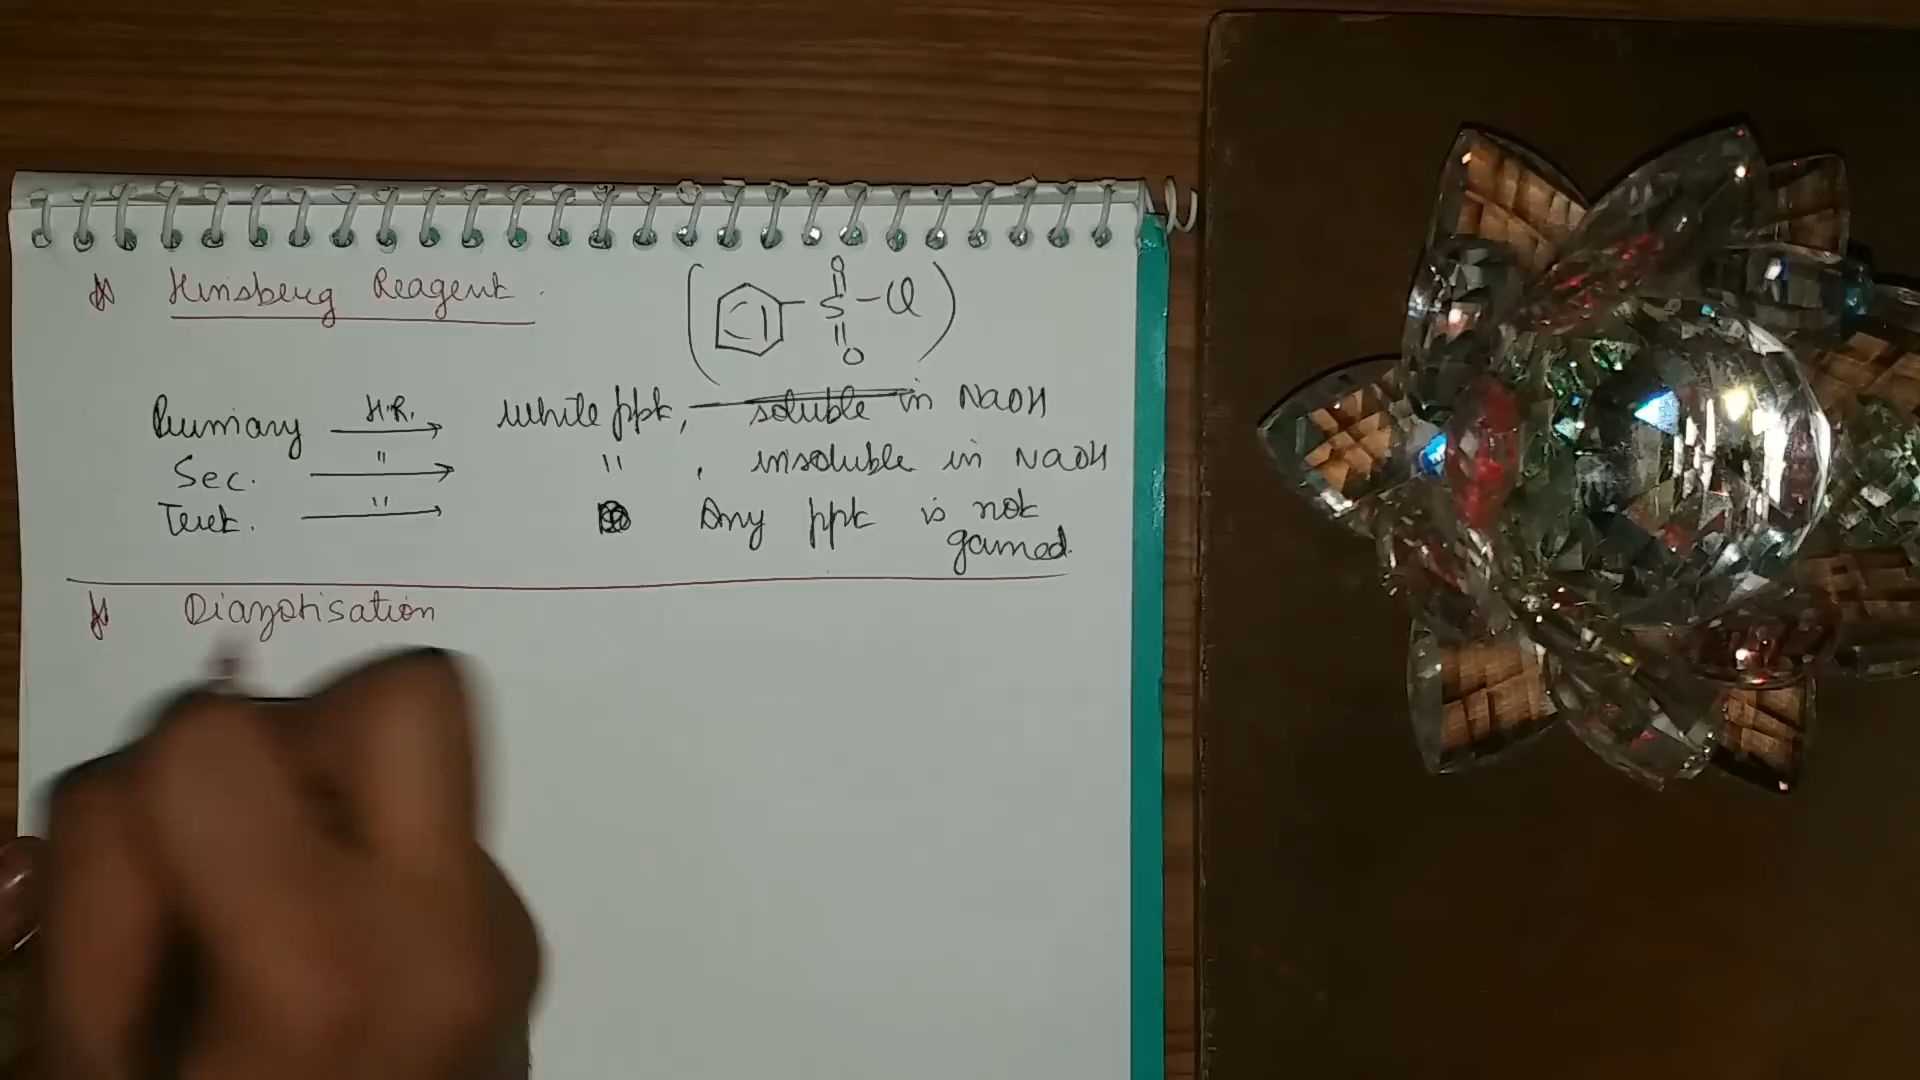 Hinsberg Reagent.
O
S - Cl
O
Primary H.R. White ppt, soluble in NaOH
Sec. " " , insoluble in NaOH
Tert. " Any ppt is not
gained.
Diazotisation